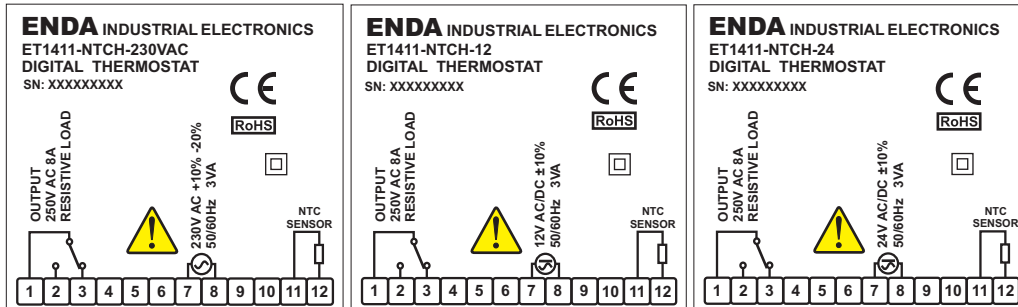 ENDA INDUSTRIAL ELECTRONICS
ET1411-NTCH-230VAC
DIGITAL THERMOSTAT
SN: XXXXXXXXX
CE
RoHS
OUTPUT
250V AC 8A
RESISTIVE LOAD
230V AC +10% -20%
50/60Hz 3VA
NTC
SENSOR
1 2 3 4 5 6 7 8 9 10 11 12
ENDA INDUSTRIAL ELECTRONICS
ET1411-NTCH-12
DIGITAL THERMOSTAT
SN: XXXXXXXXX
CE
RoHS
OUTPUT
250V AC 8A
RESISTIVE LOAD
12V AC/DC ±10%
50/60Hz 3VA
NTC
SENSOR
1 2 3 4 5 6 7 8 9 10 11 12
ENDA INDUSTRIAL ELECTRONICS
ET1411-NTCH-24
DIGITAL THERMOSTAT
SN: XXXXXXXXX
CE
RoHS
OUTPUT
250V AC 8A
RESISTIVE LOAD
24V AC/DC ±10%
50/60Hz 3VA
NTC
SENSOR
1 2 3 4 5 6 7 8 9 10 11 12